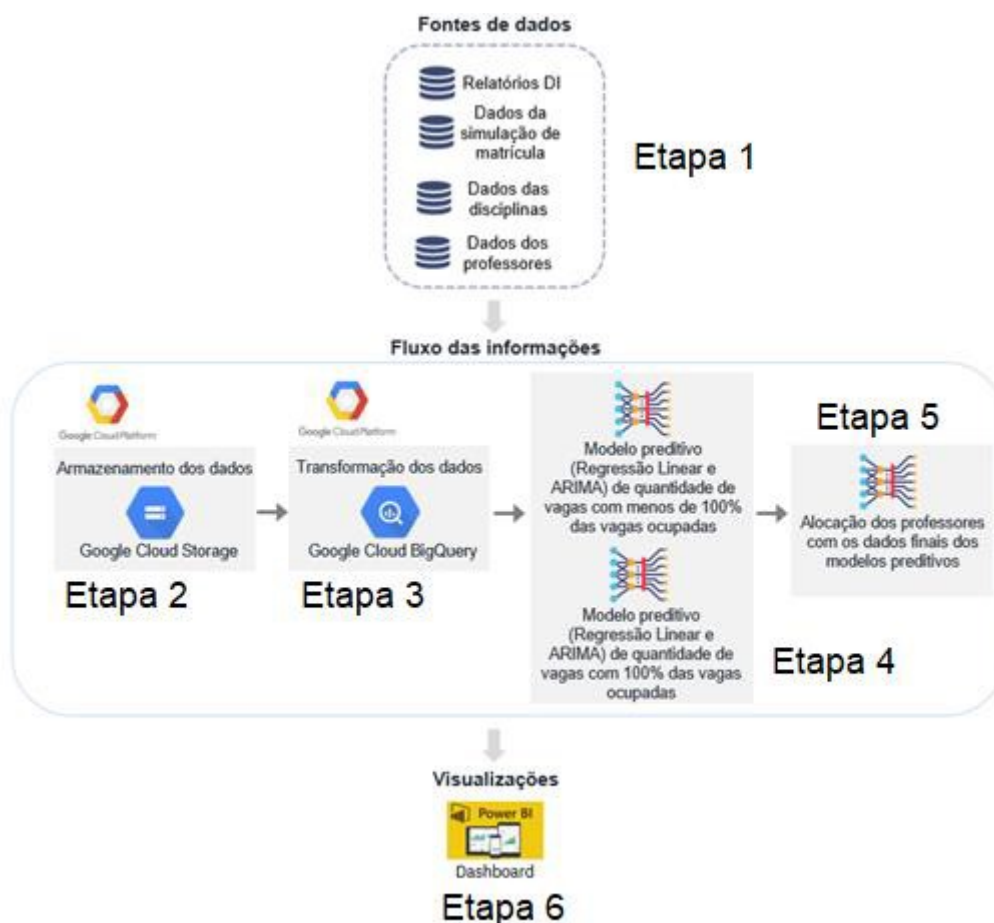 Fontes de dados
Relatórios DI
Dados da
simulação de
matrícula
Dados das
disciplinas
Dados dos
professores
Etapa 1
Fluxo das informações
Google Cloud Platform
Armazenamento dos dados
Google Cloud Storage
Etapa 2
Google Cloud Platform
Transformação dos dados
Google Cloud BigQuery
Etapa 3
Modelo preditivo
(Regressão Linear e
ARIMA) de quantidade de
vagas com menos de 100%
das vagas ocupadas
Modelo preditivo
(Regressão Linear e
ARIMA) de quantidade de
vagas com 100% das vagas
ocupadas
Etapa 4
Etapa 5
Alocação dos professores
com os dados finais dos
modelos preditivos
Visualizações
Power BI
Dashboard
Etapa 6